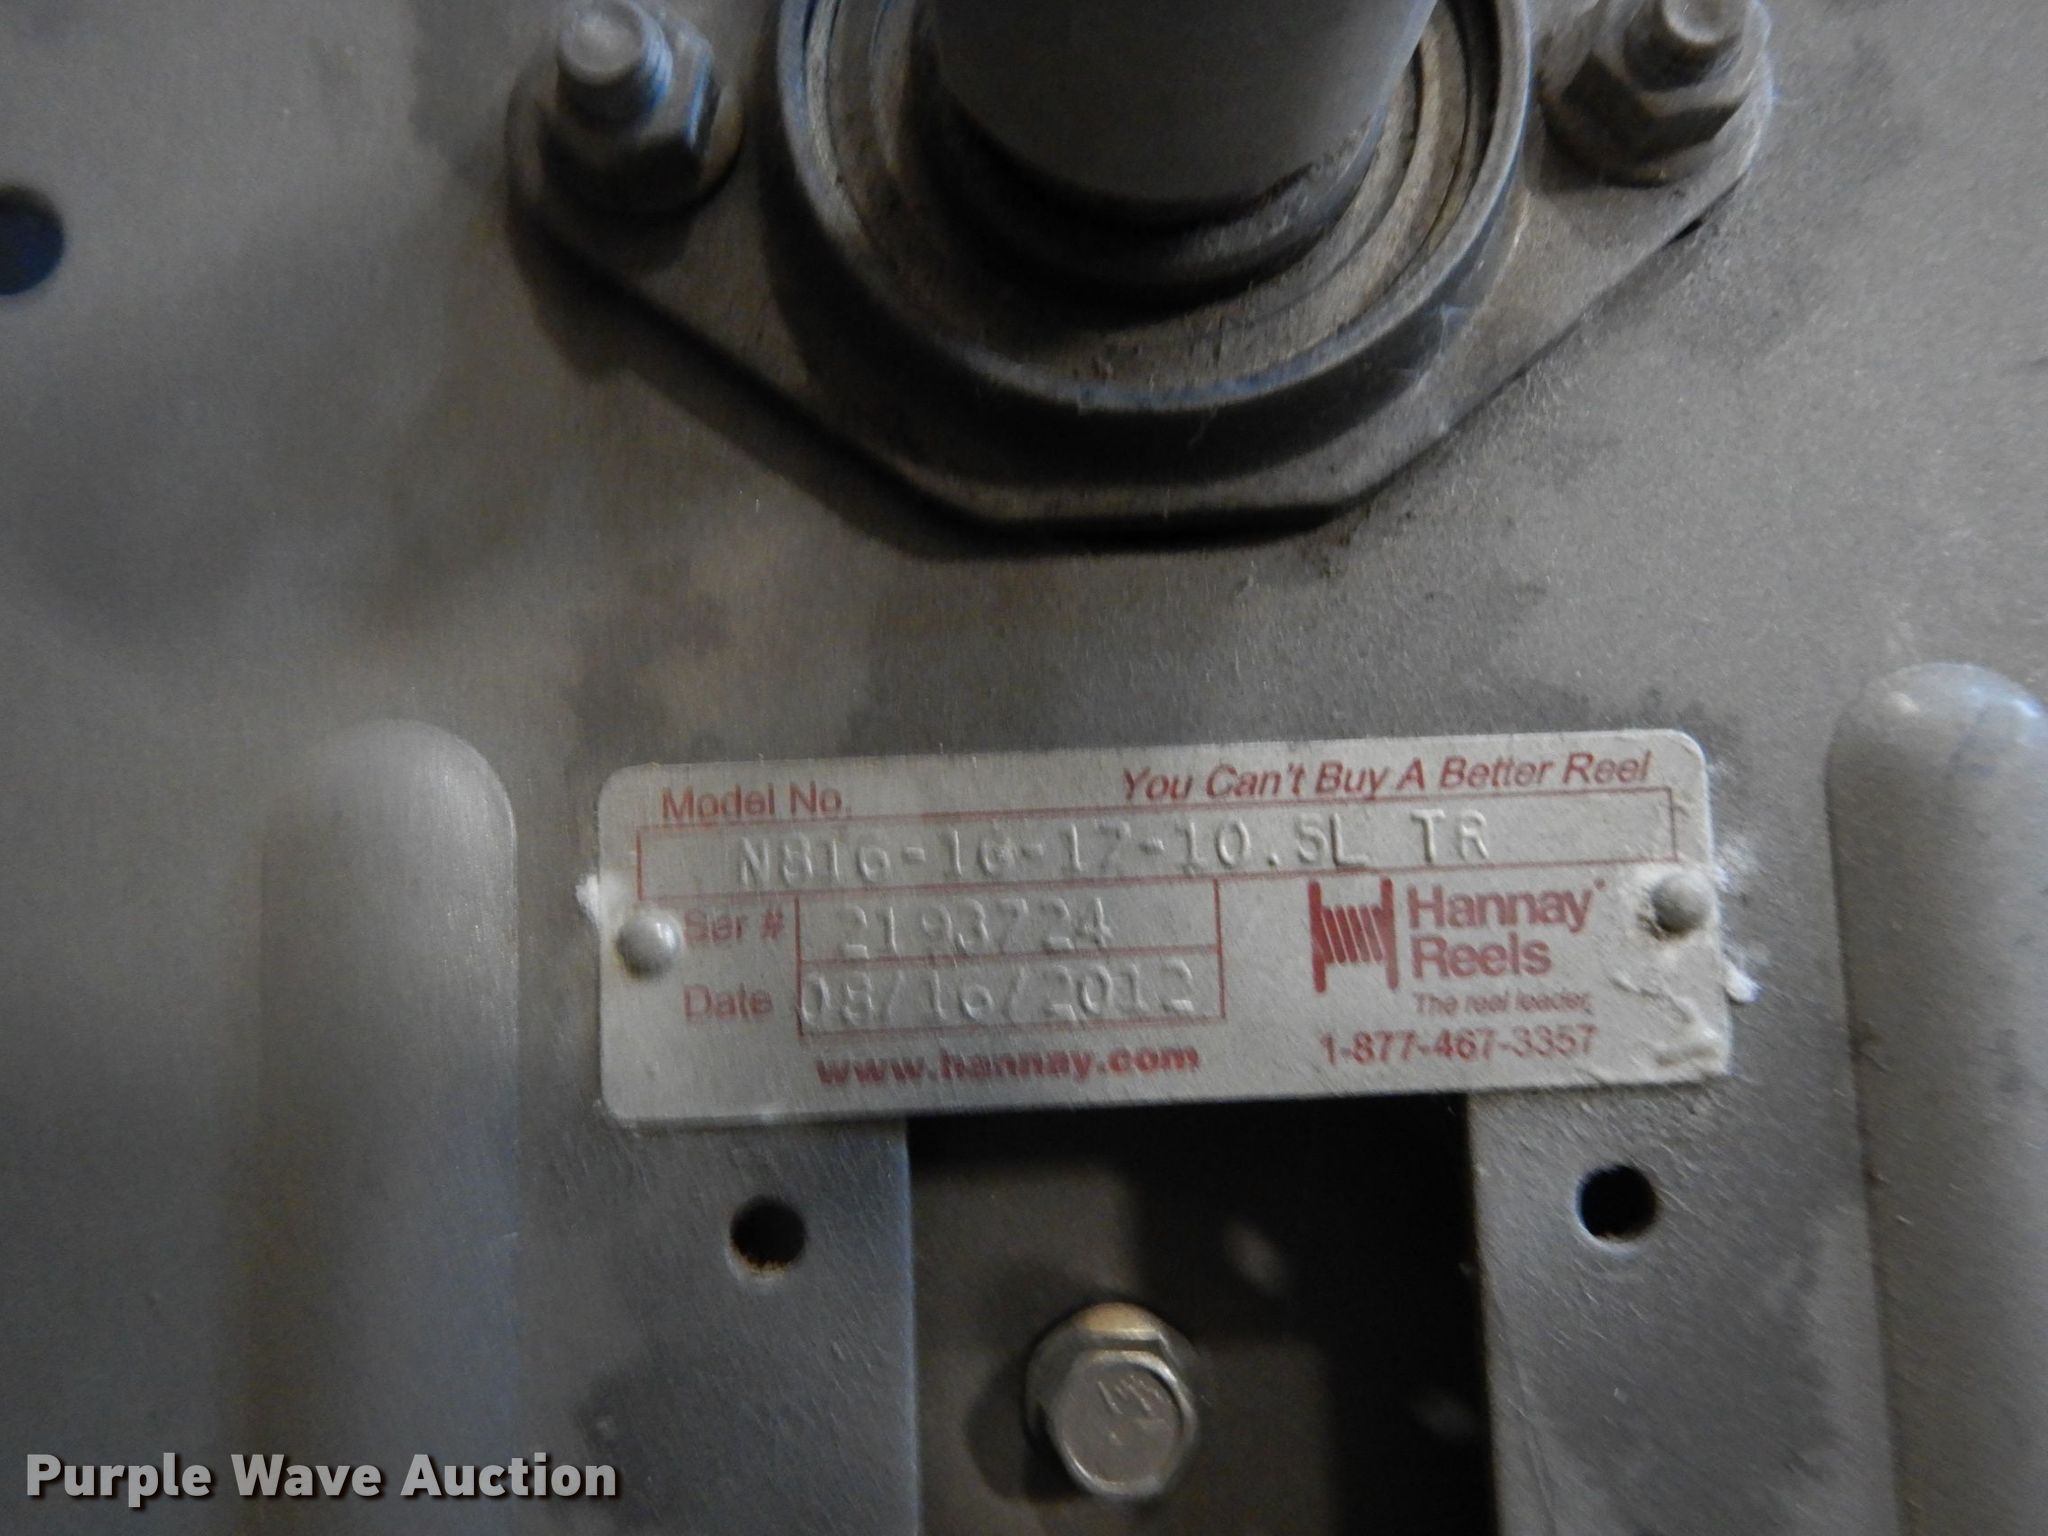 Model No. You Can't Buy A Better Reel
N816-16-17-10.5L TR
Ser # 2193724
Hannay
Reels
Date 08/16/2012
The reel leader.
www.hannay.com 1-877-467-3357
Purple Wave Auction